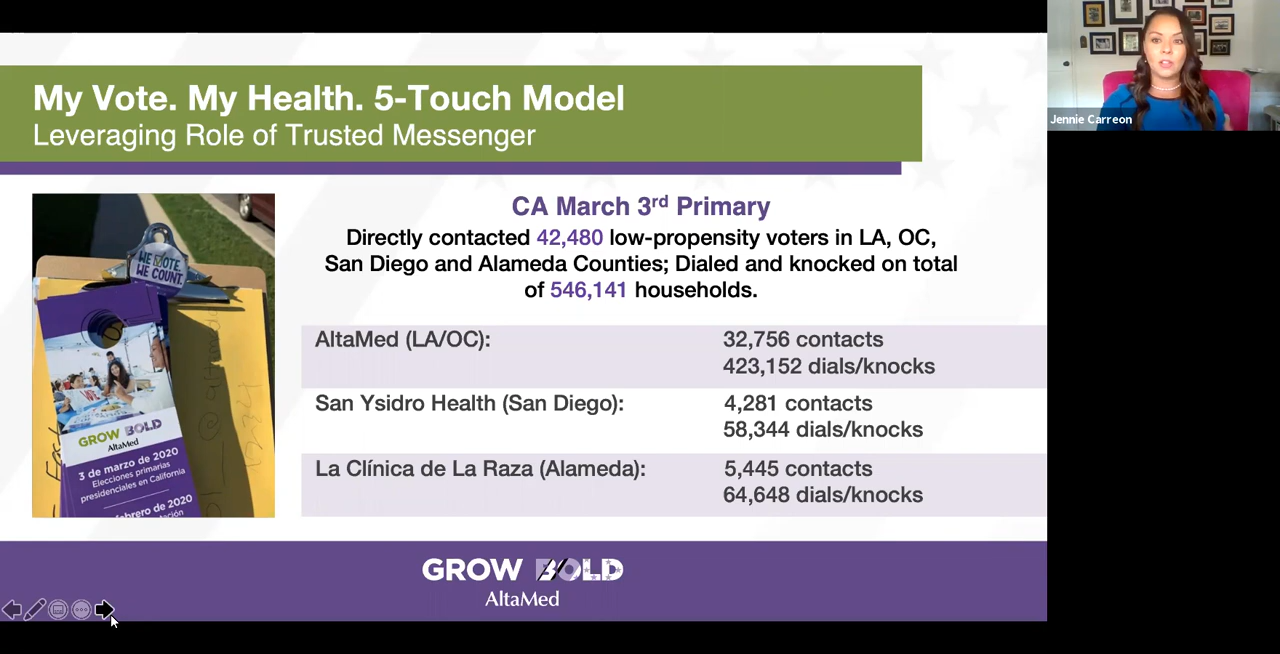 My Vote. My Health. 5-Touch Model
Leveraging Role of Trusted Messenger
Jennie Carreon
CA March 3rd Primary
Directly contacted 42,480 low-propensity voters in LA, OC,
San Diego and Alameda Counties; Dialed and knocked on total
of 546,141 households.
AltaMed (LA/OC):
32,756 contacts
423,152 dials/knocks
San Ysidro Health (San Diego):
4,281 contacts
58,344 dials/knocks
La Clínica de La Raza (Alameda):
5,445 contacts
64,648 dials/knocks
WE VOTE.
WE COUNT.
GROW BOLD
AltaMed
3 de marzo de 2020
Elecciones primarias
presidenciales en California
de 2020
GROW BOLD
AltaMed